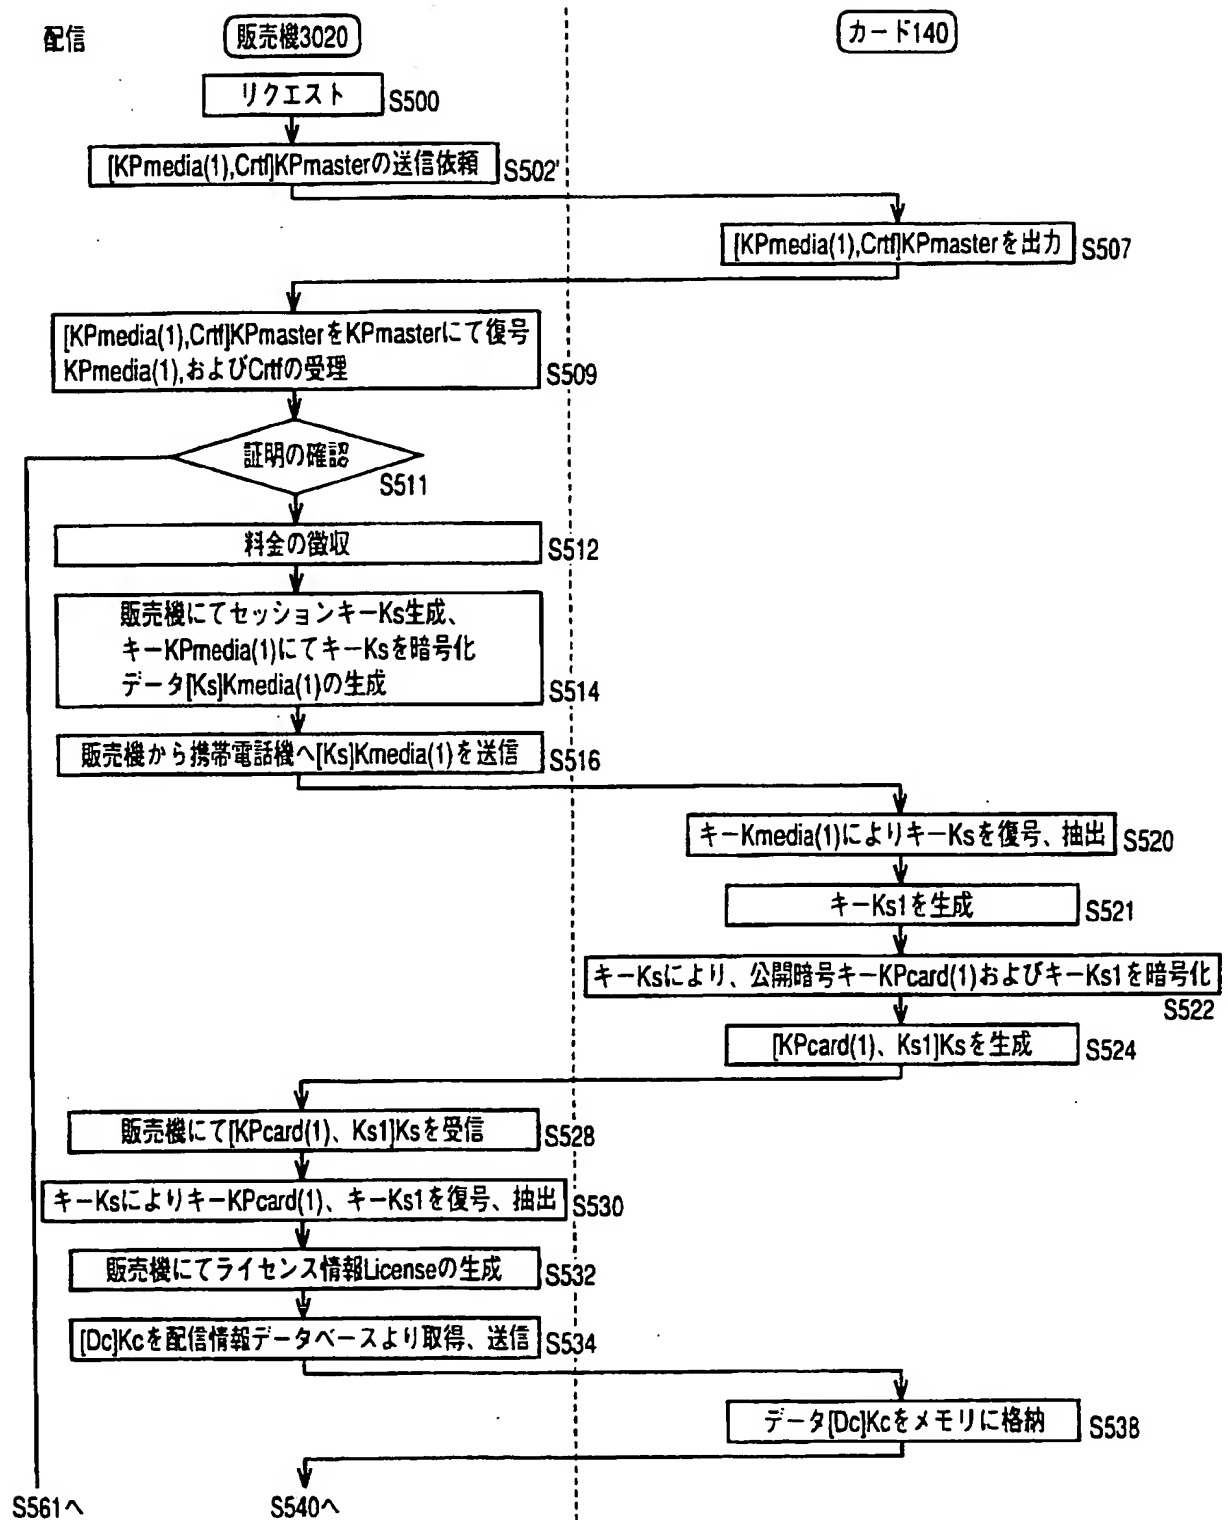 配信
販売機3020
カード140
リクエスト
S500
[KPmedia(1),Crtf]KPmasterの送信依頼
S502'
[KPmedia(1),Crtf]KPmasterを出力
S507
[KPmedia(1),Crtf]KPmasterをKPmasterにて復号
KPmedia(1),およびCrtfの受理
S509
証明の確認
S511
料金の徴収
S512
販売機にてセッションキーKs生成、
キーKPmedia(1)にてキーKsを暗号化
データ[Ks]Kmedia(1)の生成
S514
販売機から携帯電話機へ[Ks]Kmedia(1)を送信
S516
キーKmedia(1)によりキーKsを復号、抽出
S520
キーKs1を生成
S521
キーKsにより、公開暗号キーKPcard(1)およびキーKs1を暗号化
S522
[KPcard(1)、Ks1]Ksを生成
S524
販売機にて[KPcard(1)、Ks1]Ksを受信
S528
キーKsによりキーKPcard(1)、キーKs1を復号、抽出
S530
販売機にてライセンス情報Licenseの生成
S532
[Dc]Kcを配信情報データベースより取得、送信
S534
データ[Dc]Kcをメモリに格納
S538
S561へ
S540へ